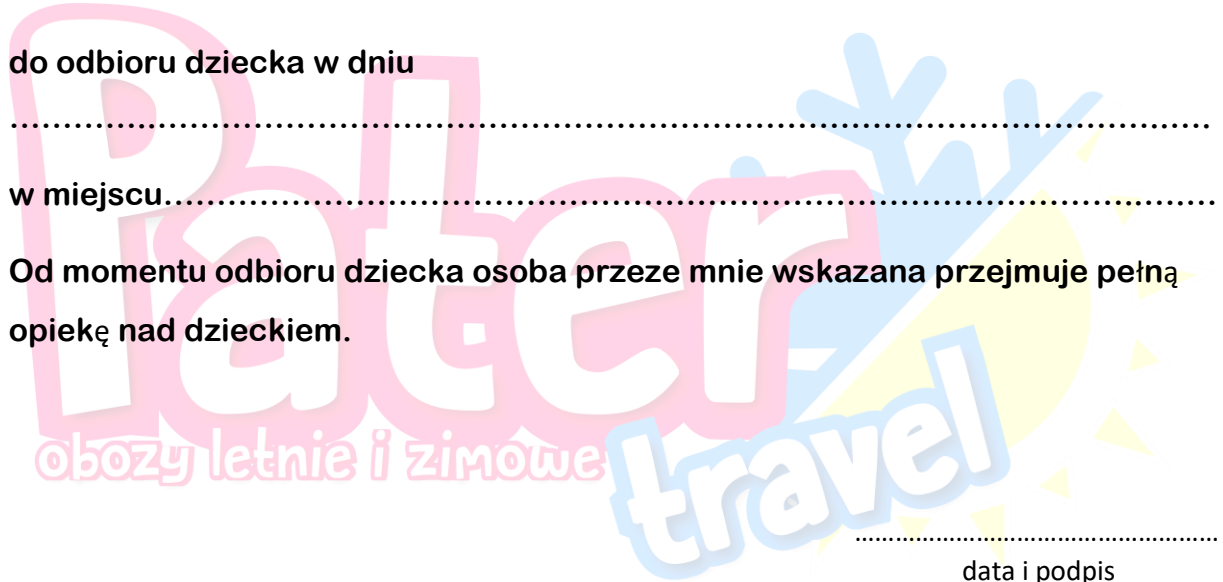 do odbioru dziecka w dniu
……………………………………………………………………………………………………
w miejscu……………………………………………………………………………………
Od momentu odbioru dziecka osoba przeze mnie wskazana przejmuje pełną
opiekę nad dzieckiem.
Pater
obozy letnie i zimowe
travel
………………………………………………
data i podpis